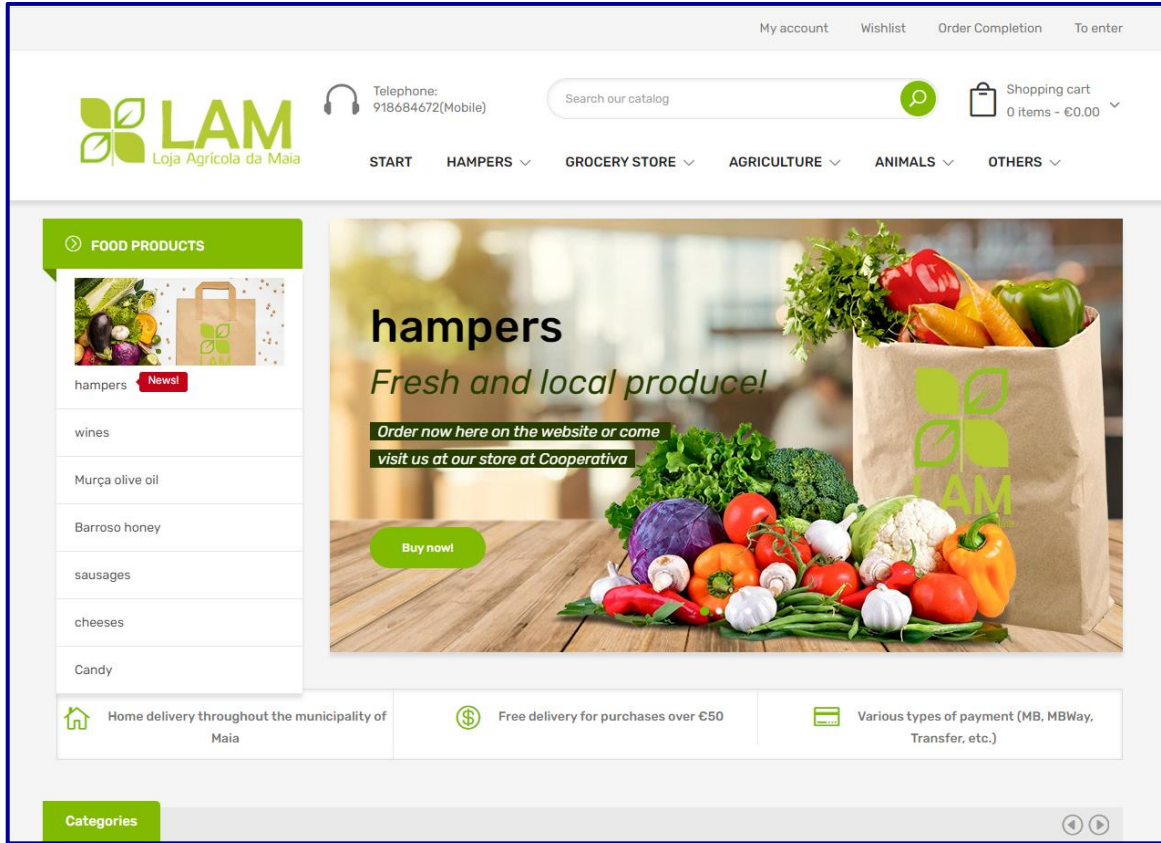 My account Wishlist Order Completion To enter
LAM
Loja Agrícola da Maia
Telephone:
918684672(Mobile)
Search our catalog
Shopping cart
0 items - €0.00
START HAMPERS GROCERY STORE AGRICULTURE ANIMALS OTHERS
FOOD PRODUCTS
LAM
hampers News!
wines
Murça olive oil
Barroso honey
sausages
cheeses
Candy
hampers
Fresh and local produce!
Order now here on the website or come
visit us at our store at Cooperativa
Buy now!
LAM
Home delivery throughout the municipality of
Maia
Free delivery for purchases over €50
Various types of payment (MB, MBWay,
Transfer, etc.)
Categories